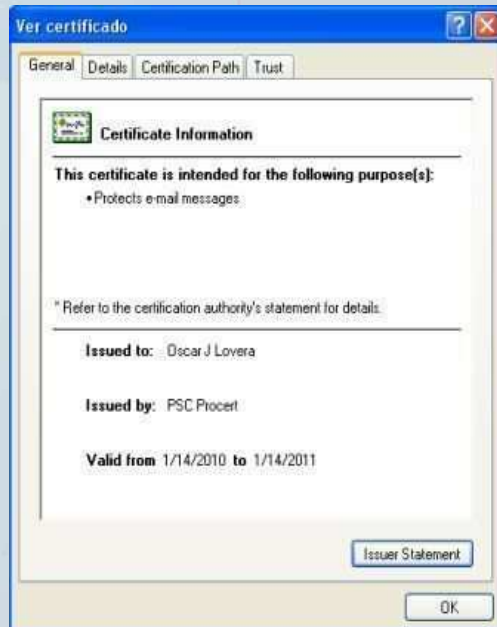 Ver certificado
General Details Certification Path Trust
Certificate Information
This certificate is intended for the following purpose(s):
•Protects e-mail messages
* Refer to the certification authority's statement for details.
Issued to: Oscar J Lovera
Issued by: PSC Procert
Valid from 1/14/2010 to 1/14/2011
Issuer Statement
OK